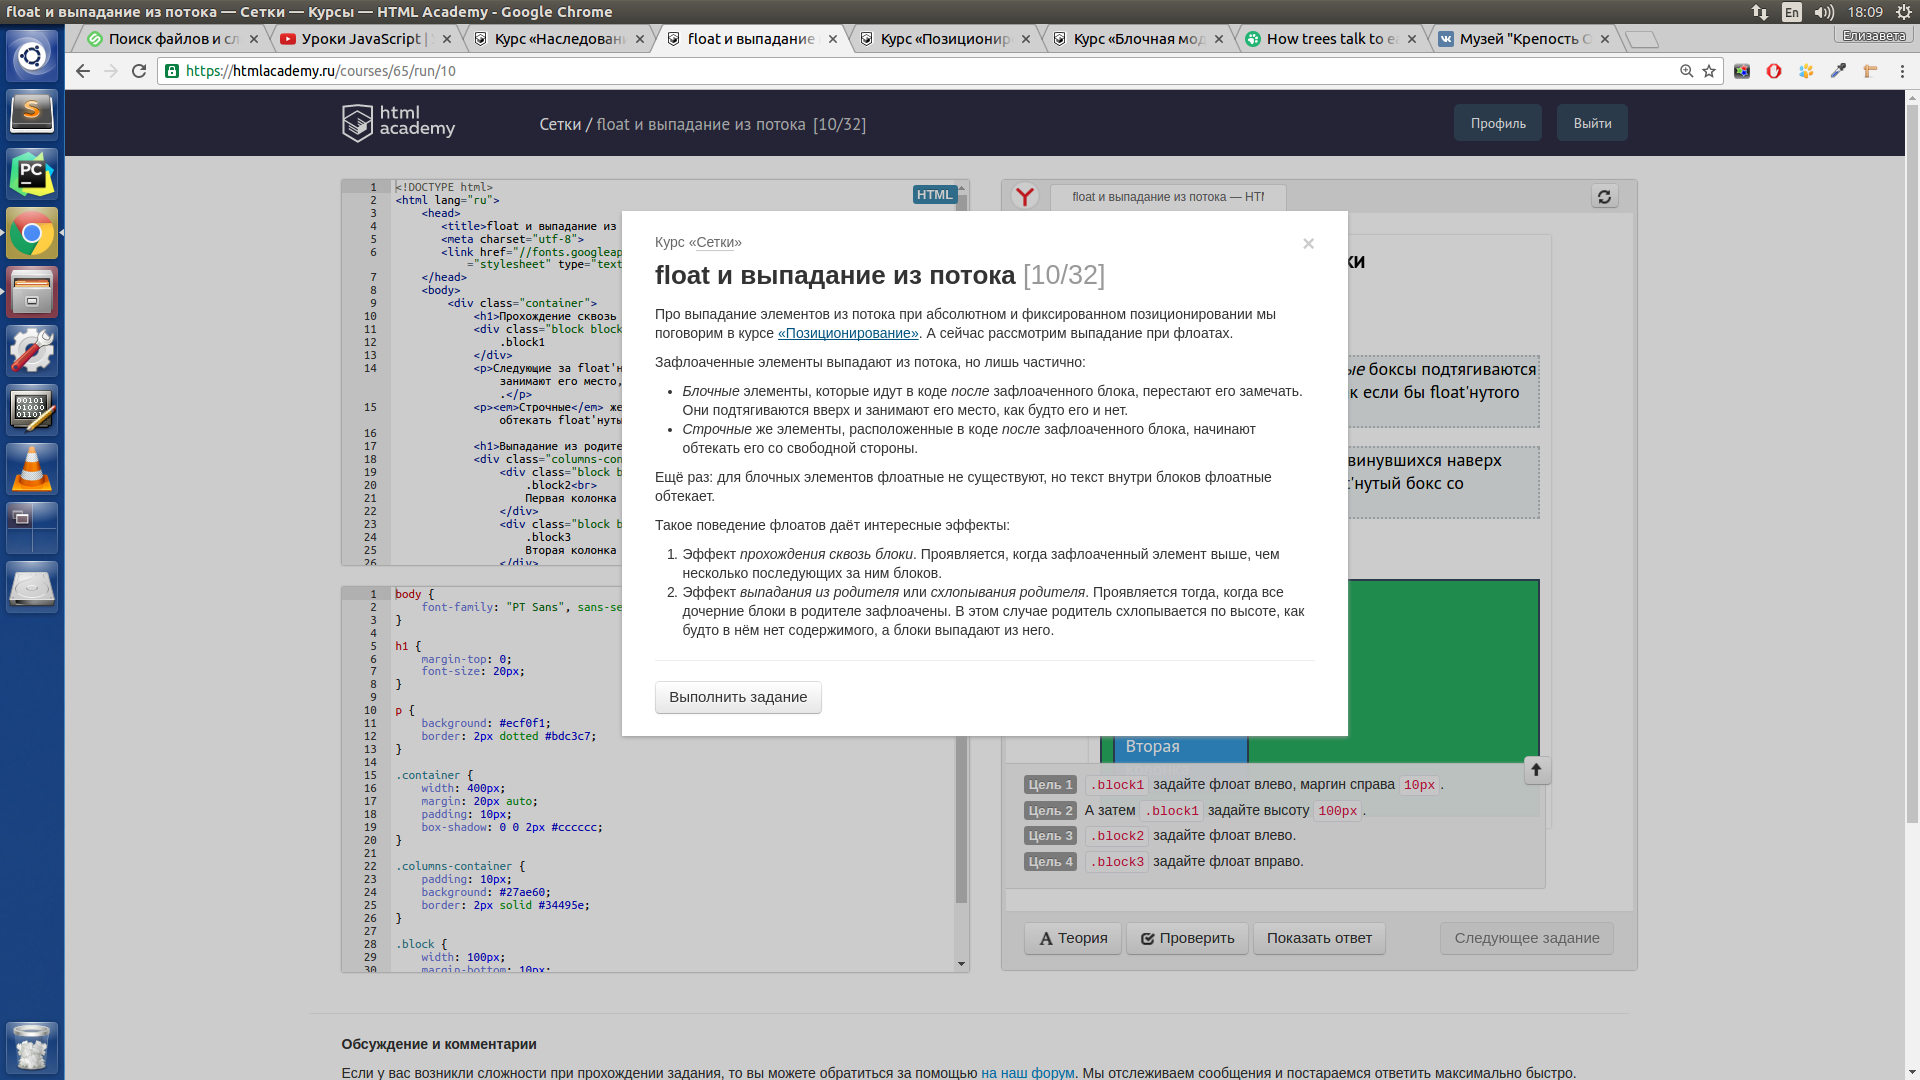 float и выпадание из потока — Сетки — Курсы — HTML Academy - Google Chrome
En
18:09
Поиск файлов и сл
Уроки JavaScript |
Курс «Наследовани
float и выпадание
Курс «Позиционир
Курс «Блочная мод
How trees talk to ea
Музей "Крепость О
Елизавета
https://htmlacademy.ru/courses/65/run/10
html
academy
Сетки / float и выпадание из потока [10/32]
Профиль
Выйти
HTML
1 <!DOCTYPE html>
2 <html lang="ru">
3 <head>
4 <title>float и выпадание из
5 <meta charset="utf-8">
6 <link href="//fonts.googleap
="stylesheet" type="text
7 </head>
8 <body>
9 <div class="container">
10 <h1>Прохождение сквозь
11 <div class="block block
12 .block1
13 </div>
14 <p>Следующие за float'н
занимают его место,
.</p>
15 <p><em>Строчные</em> же
обтекать float'нуты
16
17 <h1>Выпадание из родите
18 <div class="columns-con
19 <div class="block b
20 .block2<br>
21 Первая колонка
22 </div>
23 <div class="block b
24 .block3
25 Вторая колонка
26 </div>
1 body {
2 font-family: "PT Sans", sans-se
3 }
4
5 h1 {
6 margin-top: 0;
7 font-size: 20px;
8 }
9
10 p {
11 background: #ecf0f1;
12 border: 2px dotted #bdc3c7;
13 }
14
15 .container {
16 width: 400px;
17 margin: 20px auto;
18 padding: 10px;
19 box-shadow: 0 0 2px #cccccc;
20 }
21
22 .columns-container {
23 padding: 10px;
24 background: #27ae60;
25 border: 2px solid #34495e;
26 }
27
28 .block {
29 width: 100px;
30 margin-bottom: 10px;
Курс «Сетки»
×
float и выпадание из потока [10/32]
Про выпадание элементов из потока при абсолютном и фиксированном позиционировании мы
поговорим в курсе «Позиционирование». А сейчас рассмотрим выпадание при флоатах.
Зафлоаченные элементы выпадают из потока, но лишь частично:
• Блочные элементы, которые идут в коде после зафлоаченного блока, перестают его замечать.
Они подтягиваются вверх и занимают его место, как будто его и нет.
• Строчные же элементы, расположенные в коде после зафлоаченного блока, начинают
обтекать его со свободной стороны.
Ещё раз: для блочных элементов флоатные не существуют, но текст внутри блоков флоатные
обтекает.
Такое поведение флоатов даёт интересные эффекты:
1. Эффект прохождения сквозь блоки. Проявляется, когда зафлоаченный элемент выше, чем
несколько последующих за ним блоков.
2. Эффект выпадания из родителя или схлопывания родителя. Проявляется тогда, когда все
дочерние блоки в родителе зафлоачены. В этом случае родитель схлопывается по высоте, как
будто в нём нет содержимого, а блоки выпадают из него.
Выполнить задание
float и выпадание из потока — HTM
ки
ые боксы подтягиваются
к если бы float'нутого
винувшихся наверх
t'нутый бокс со
Вторая
Цель 1 .block1 задайте флоат влево, маргин справа 10px .
Цель 2 А затем .block1 задайте высоту 100px .
Цель 3 .block2 задайте флоат влево.
Цель 4 .block3 задайте флоат вправо.
Теория
Проверить
Показать ответ
Следующее задание
Обсуждение и комментарии
Если у вас возникли сложности при прохождении задания, то вы можете обратиться за помощью на наш форум. Мы отслеживаем сообщения и постараемся ответить максимально быстро.